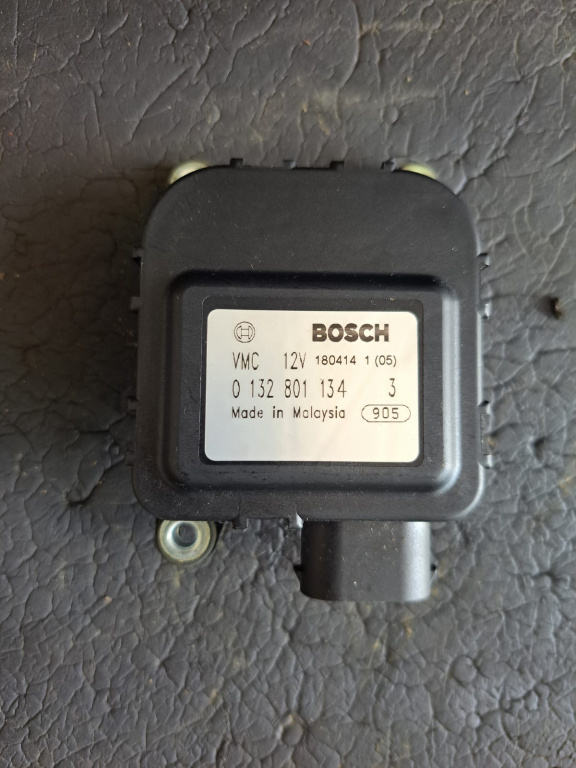 BOSCH
VMC 12V 180414 1 (05)
0 132 801 134 3
Made in Malaysia 905